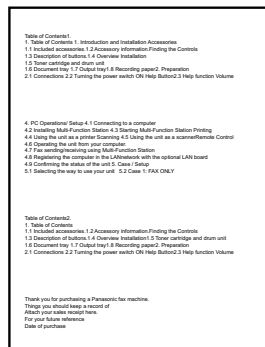 Table of Contents1.
1. Table of Contents 1. Introduction and Installation Accessories
1.1 Included accessories.1.2 Accessory information.Finding the Controls
1.3 Description of buttons.1.4 Overview Installation
1.5 Toner cartridge and drum unit
1.6 Document tray 1.7 Output tray1.8 Recording paper2. Preparation
2.1 Connections 2.2 Turning the power switch ON Help Button2.3 Help function Volume
4. PC Operations/ Setup 4.1 Connecting to a computer
4.2 Installing Multi-Function Station 4.3 Starting Multi-Function Station Printing
4.4 Using the unit as a printer Scanning 4.5 Using the unit as a scannerRemote Control
4.6 Operating the unit from your computer.
4.7 Fax sending/receiving using Multi-Function Station
4.8 Registering the computer in the LANnetwork with the optional LAN board
4.9 Confirming the status of the unit 5. Case / Setup
5.1 Selecting the way to use your unit 5.2 Case 1: FAX ONLY
Table of Contents2.
1. Table of Contents
1.1 Included accessories.1.2 Accessory information.Finding the Controls
1.3 Description of buttons.1.4 Overview Installation1.5 Toner cartridge and drum unit
1.6 Document tray 1.7 Output tray1.8 Recording paper2. Preparation
2.1 Connections 2.2 Turning the power switch ON Help Button2.3 Help function Volume
Thank you for purchasing a Panasonic fax machine.
Things you should keep a record of
Attach your sales receipt here.
For your future reference
Date of purchase